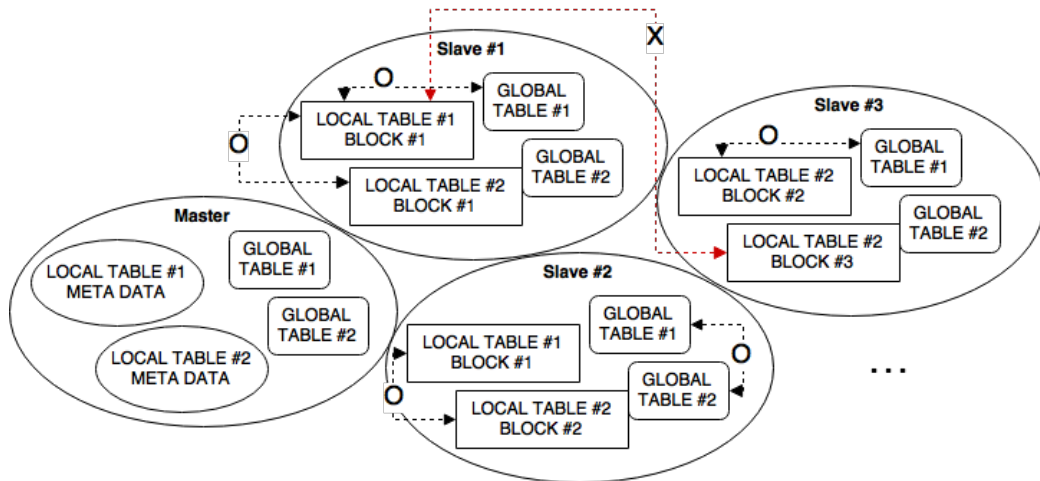 X
Slave #1
O
GLOBAL
TABLE #1
LOCAL TABLE #1
BLOCK #1
O
GLOBAL
TABLE #2
LOCAL TABLE #2
BLOCK #1
Slave #3
O
GLOBAL
TABLE #1
LOCAL TABLE #2
BLOCK #2
GLOBAL
TABLE #2
LOCAL TABLE #2
BLOCK #3
Master
GLOBAL
TABLE #1
LOCAL TABLE #1
META DATA
GLOBAL
TABLE #2
LOCAL TABLE #2
META DATA
Slave #2
GLOBAL
TABLE #1
LOCAL TABLE #1
BLOCK #1
O
GLOBAL
TABLE #2
O
LOCAL TABLE #2
BLOCK #2
...